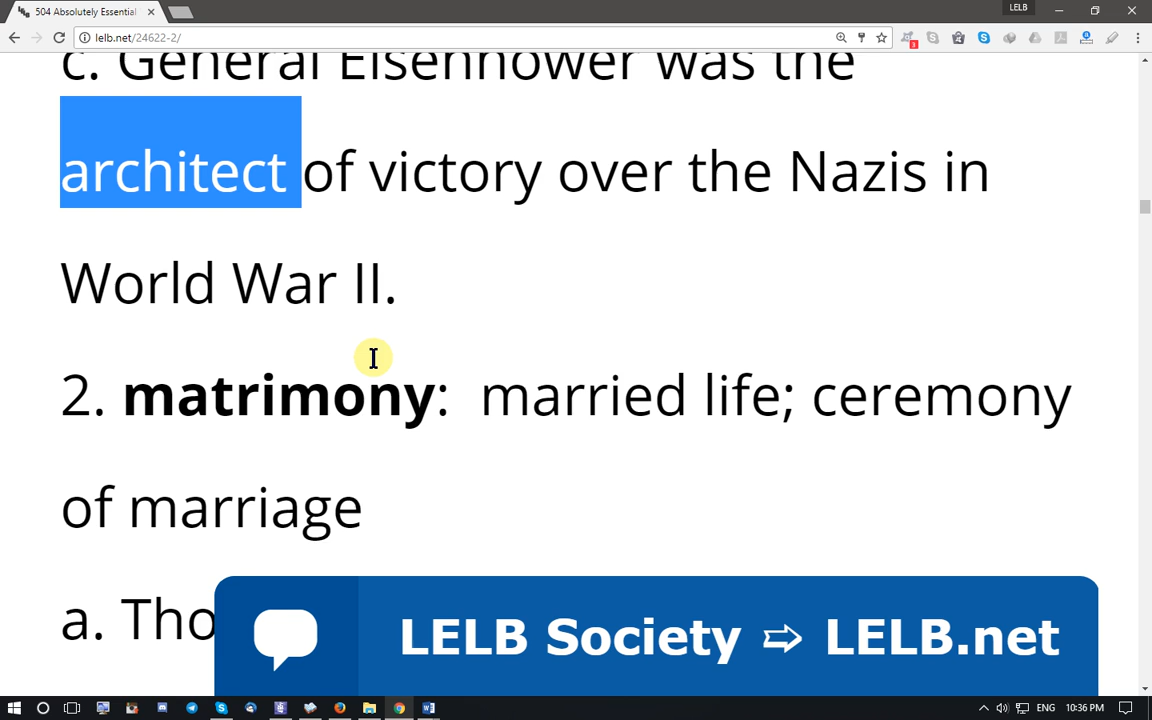 504 Absolutely Essential
LELB
lelb.net/24622-2/
c. General Eisenhower was the
architect of victory over the Nazis in
World War II.
2. matrimony: married life; ceremony
of marriage
a. Tho
LELB Society ⇨ LELB.net
ENG 10:36 PM